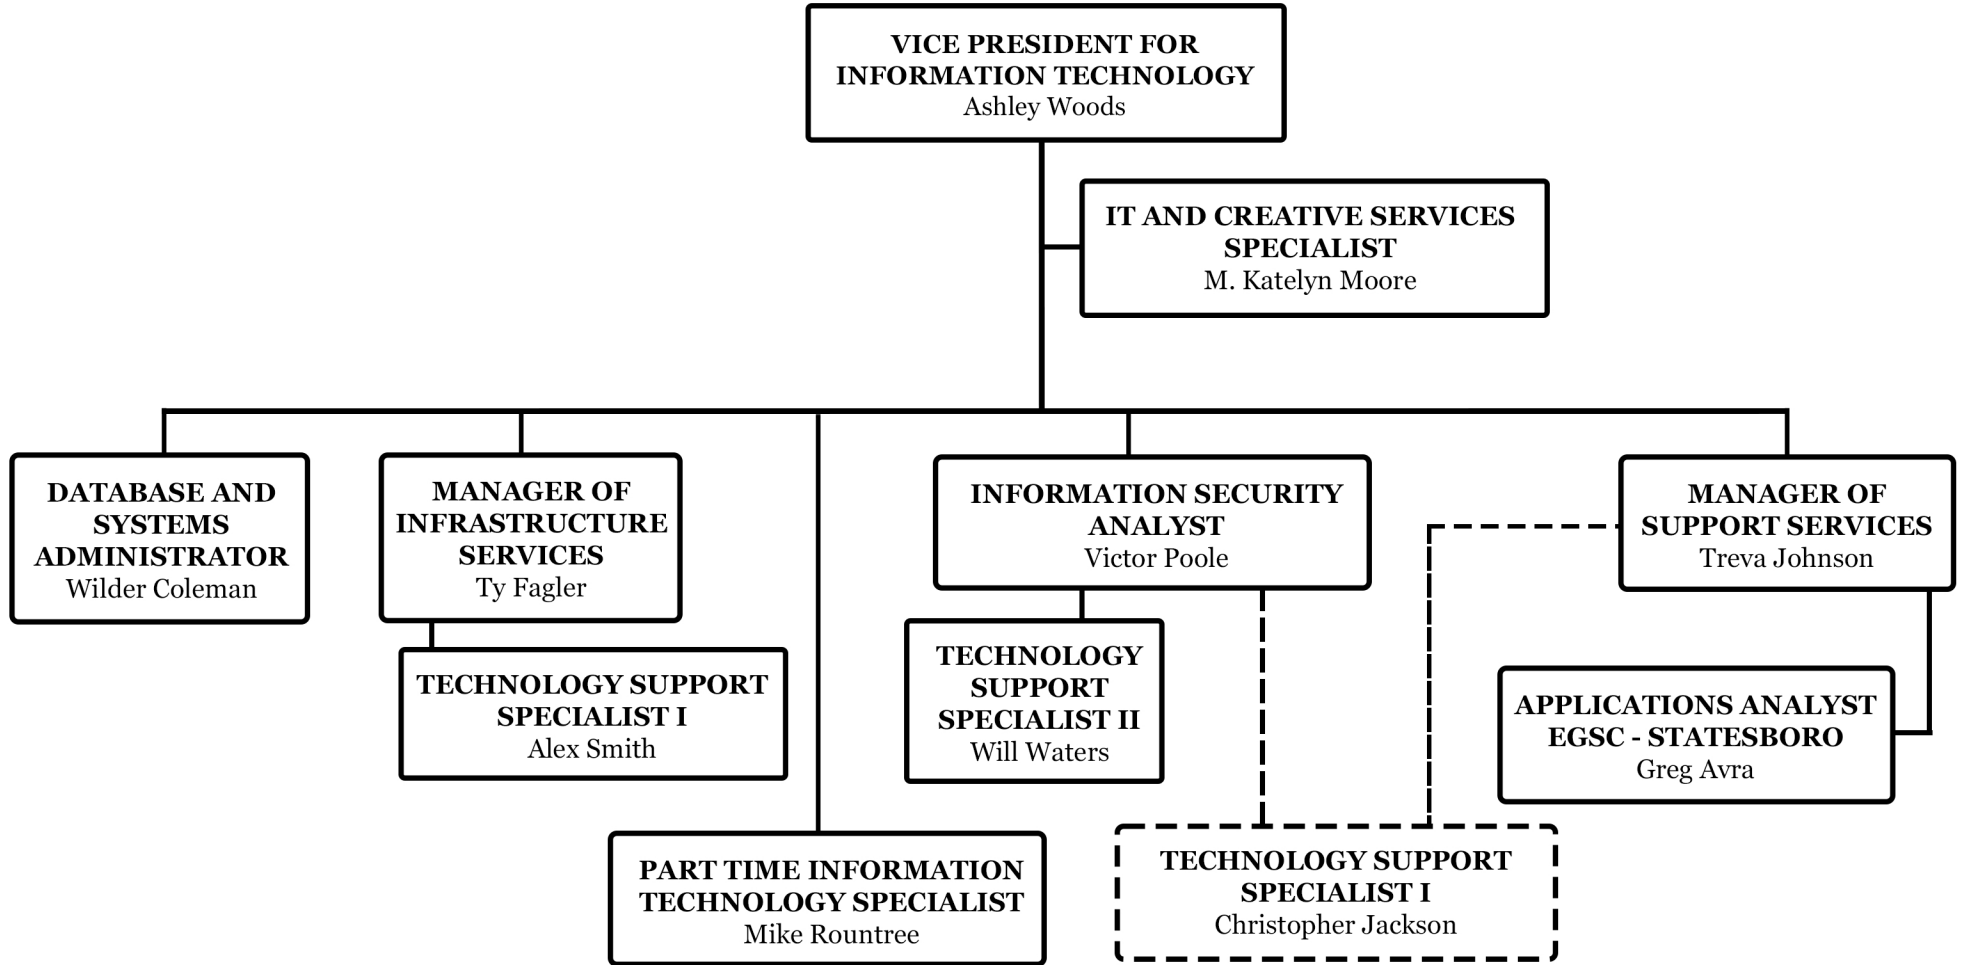 VICE PRESIDENT FOR
INFORMATION TECHNOLOGY
Ashley Woods
IT AND CREATIVE SERVICES
SPECIALIST
M. Katelyn Moore
DATABASE AND
SYSTEMS
ADMINISTRATOR
Wilder Coleman
MANAGER OF
INFRASTRUCTURE
SERVICES
Ty Fagler
INFORMATION SECURITY
ANALYST
Victor Poole
MANAGER OF
SUPPORT SERVICES
Treva Johnson
TECHNOLOGY SUPPORT
SPECIALIST I
Alex Smith
TECHNOLOGY
SUPPORT
SPECIALIST II
Will Waters
APPLICATIONS ANALYST
EGSC - STATESBORO
Greg Avra
PART TIME INFORMATION
TECHNOLOGY SPECIALIST
Mike Rountree
TECHNOLOGY SUPPORT
SPECIALIST I
Christopher Jackson